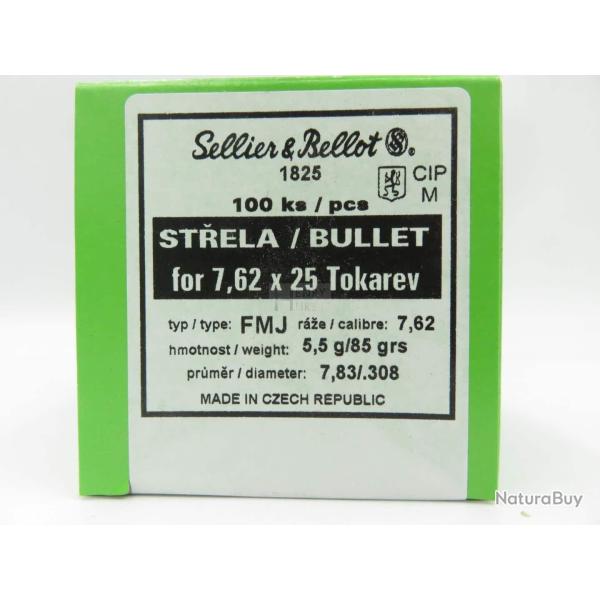 Sellier & Bellot
1825
CIP
M
100 ks / pcs
STŘELA / BULLET
for 7,62 x 25 Tokarev
typ / type: FMJ ráže / calibre: 7,62
hmotnost / weight: 5,5 g/85 grs
průměr / diameter: 7,83/.308
MADE IN CZECH REPUBLIC
NaturaBuy